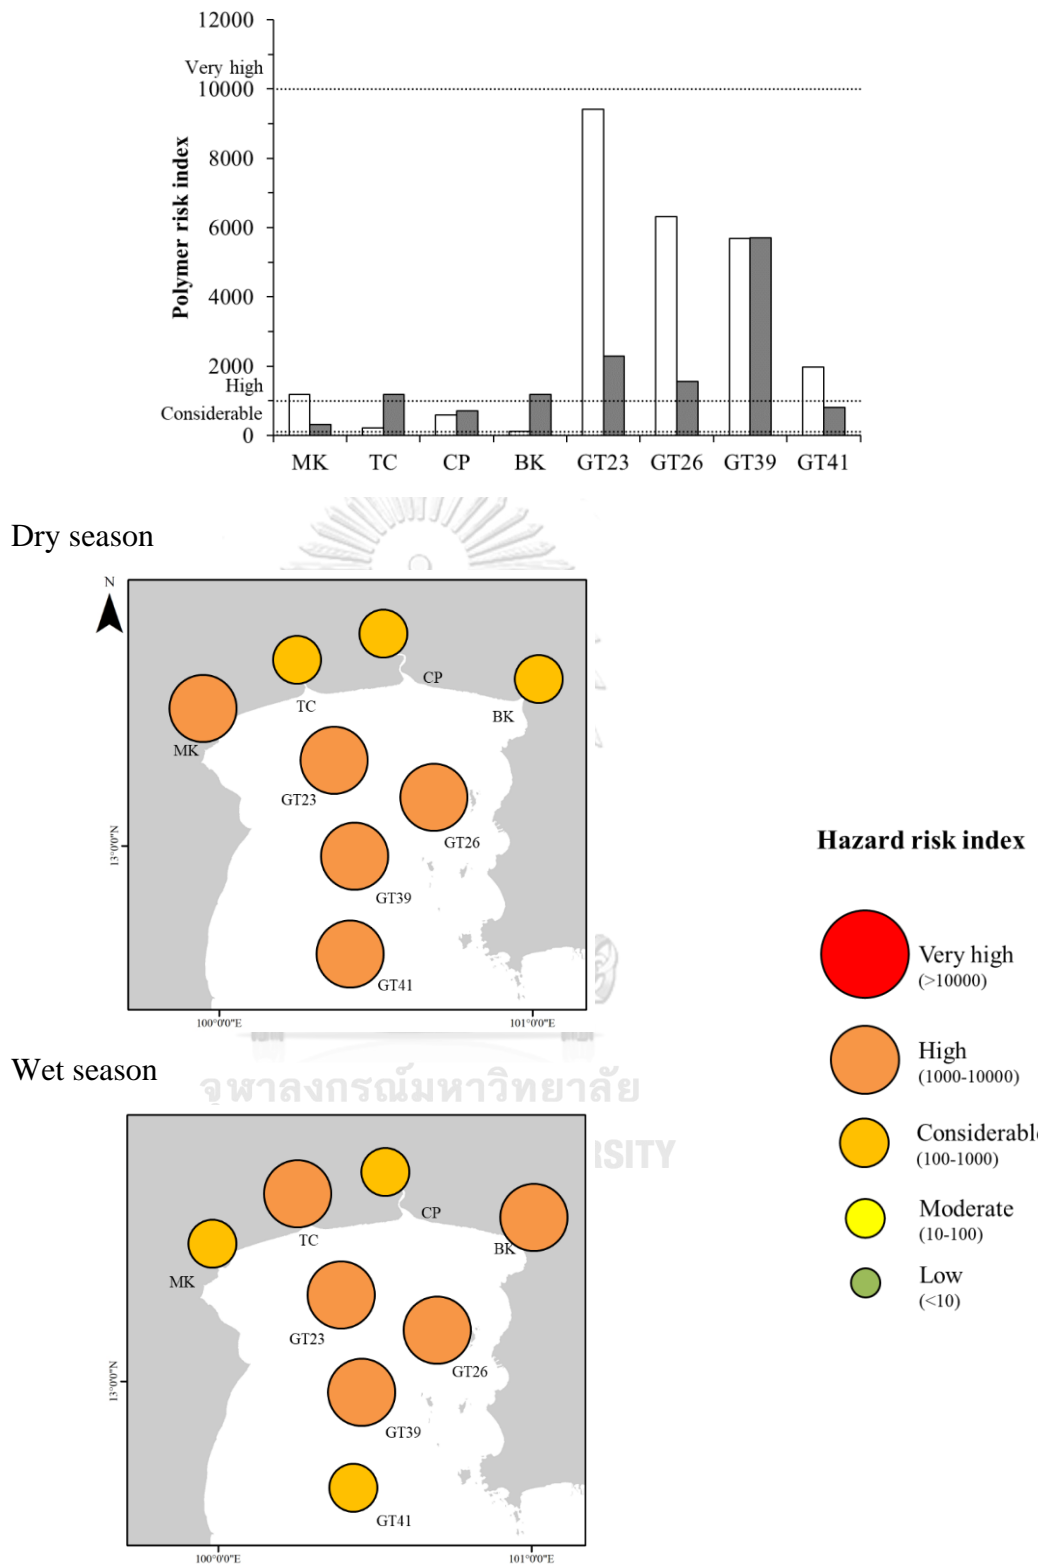 12000
Very high
10000
8000
6000
4000
2000
High
Considerable
0
Polymer risk index
MK TC CP BK GT23 GT26 GT39 GT41
Dry season
N
CP
TC
BK
MK
GT23
GT26
GT39
GT41
13°0'0"N
100°0'0"E 101°0'0"E
Hazard risk index
Very high
(>10000)
High
(1000-10000)
Considerable
(100-1000)
Moderate
(10-100)
Low
(<10)
Wet season
จุฬาลงกรณ์มหาวิทยาลัย
RSITY
CP
TC
BK
MK
GT23
GT26
GT39
GT41
13°0'0"N
100°0'0"E 101°0'0"E